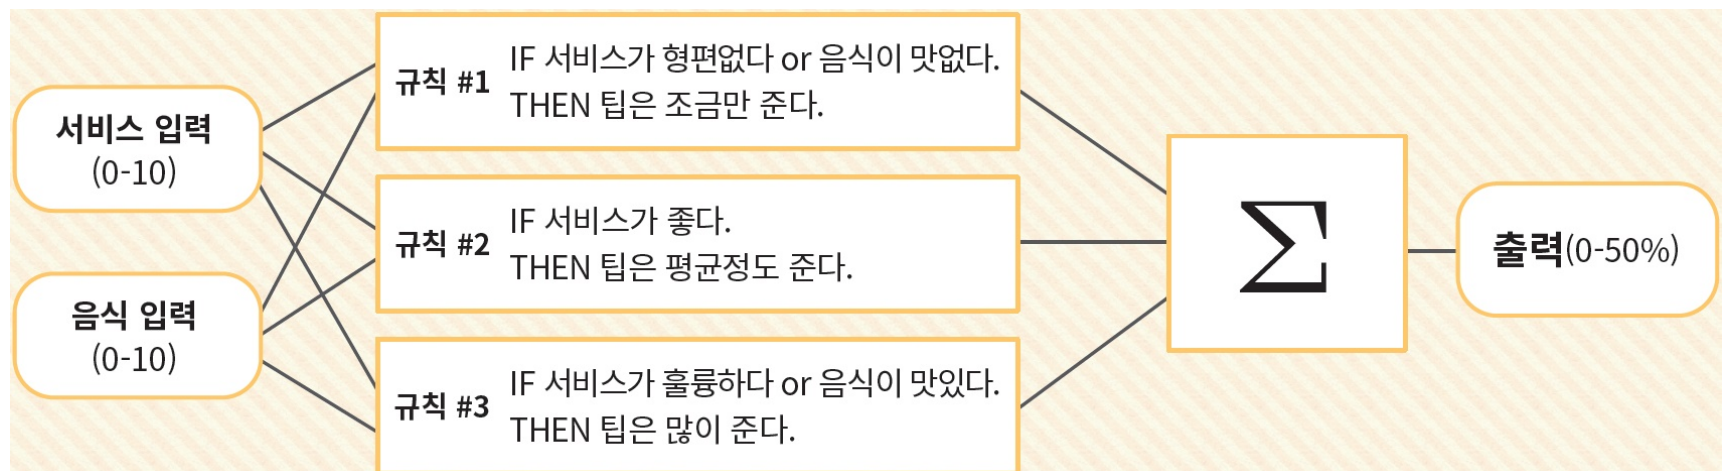 서비스 입력
(0-10)
음식 입력
(0-10)
규칙 #1
IF 서비스가 형편없다 or 음식이 맛없다.
THEN 팁은 조금만 준다.
규칙 #2
IF 서비스가 좋다.
THEN 팁은 평균정도 준다.
규칙 #3
IF 서비스가 훌륭하다 or 음식이 맛있다.
THEN 팁은 많이 준다.
Σ
출력(0-50%)